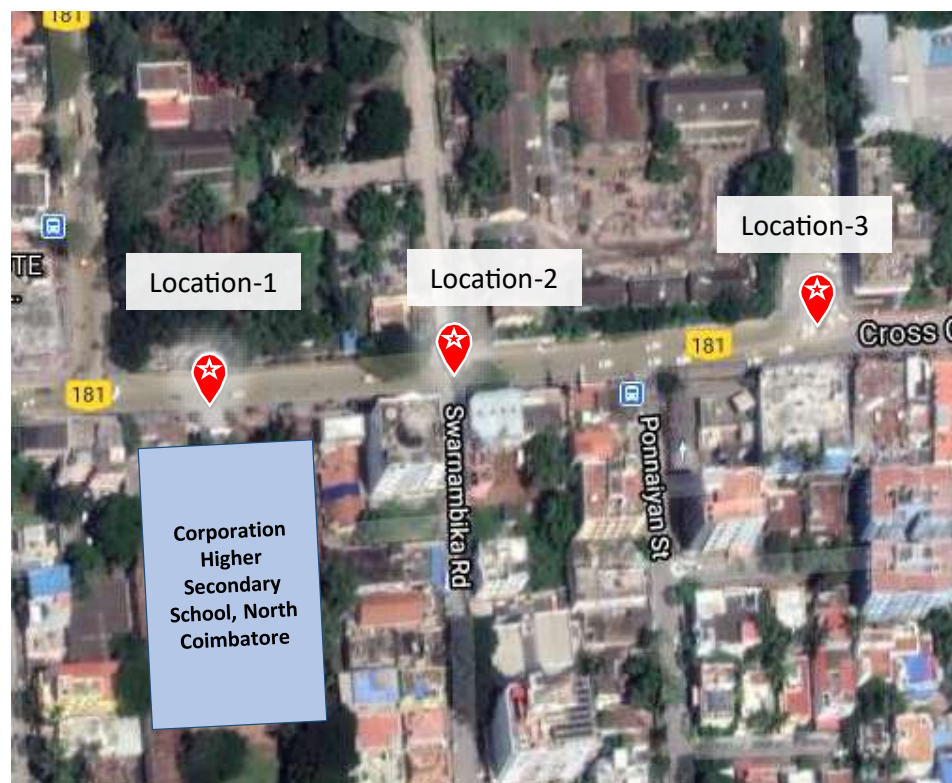 181
Location-3
Location-2
Location-1
TE
181
Cross
181
Swarnambika Rd
Ponnaiyan St
Corporation
Higher
Secondary
School, North
Coimbatore